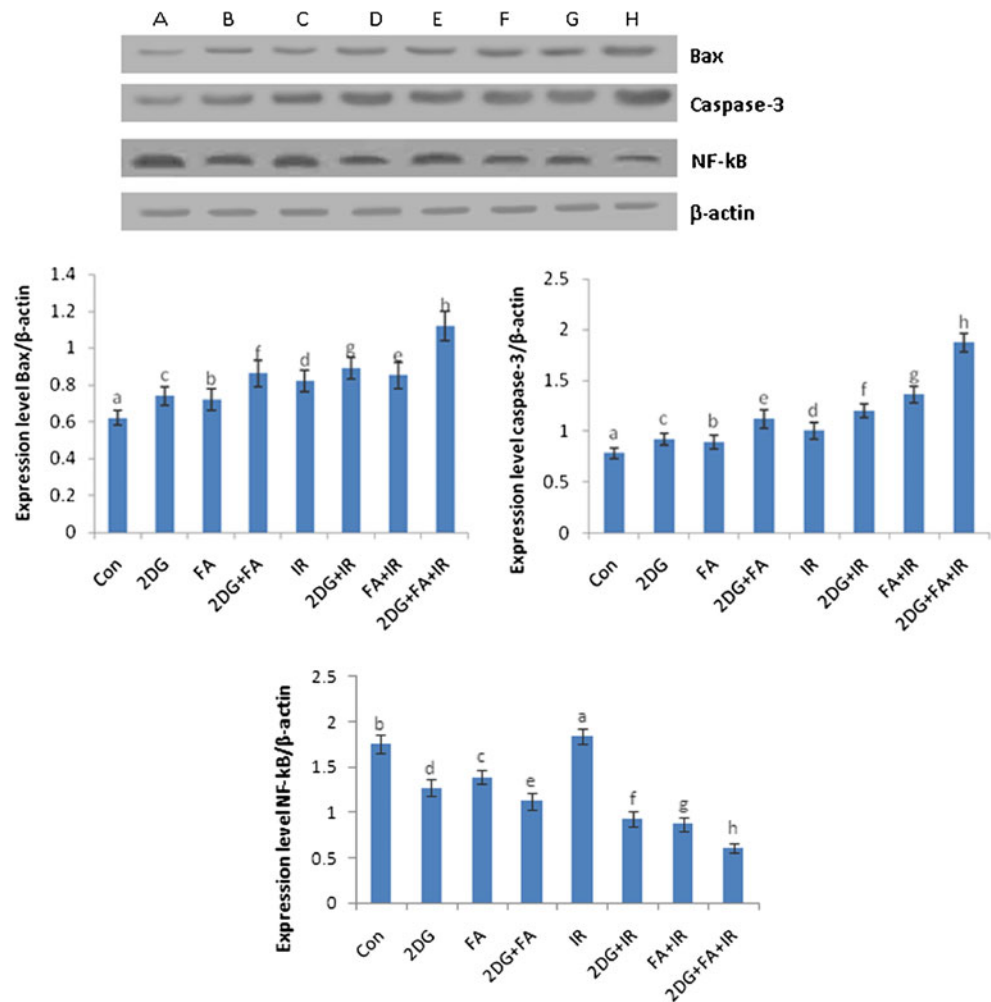 A B C D E F G H
Bax
Caspase-3
NF-kB
β-actin
Expression level Bax/β-actin
1.4
1.2
1
0.8
0.6
0.4
0.2
0
a c b f d g e h
Con 2DG FA 2DG+FA IR 2DG+IR FA+IR 2DG+FA+IR
Expression level caspase-3/β-actin
2.5
2
1.5
1
0.5
0
a c b e d f g h
Con 2DG FA 2DG+FA IR 2DG+IR FA+IR 2DG+FA+IR
Expression level NF-kB/β-actin
2.5
2
1.5
1
0.5
0
b d c e a f g h
Con 2DG FA 2DG+FA IR 2DG+IR FA+IR 2DG+FA+IR